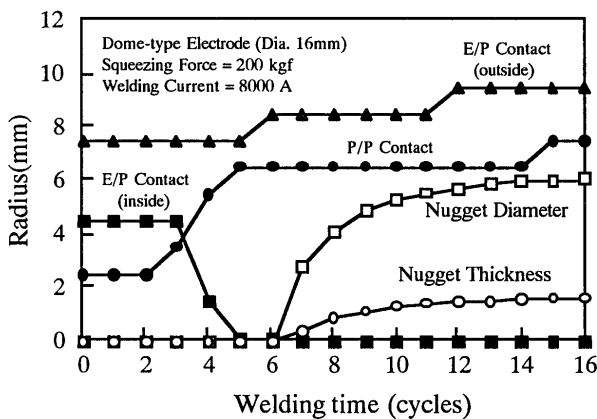 12
10
8
6
4
2
0
Radius(mm)
Dome-type Electrode (Dia. 16mm)
Squeezing Force = 200 kgf
Welding Current = 8000 A
E/P Contact
(outside)
P/P Contact
E/P Contact
(inside)
Nugget Diameter
Nugget Thickness
0 2 4 6 8 10 12 14 16
Welding time (cycles)